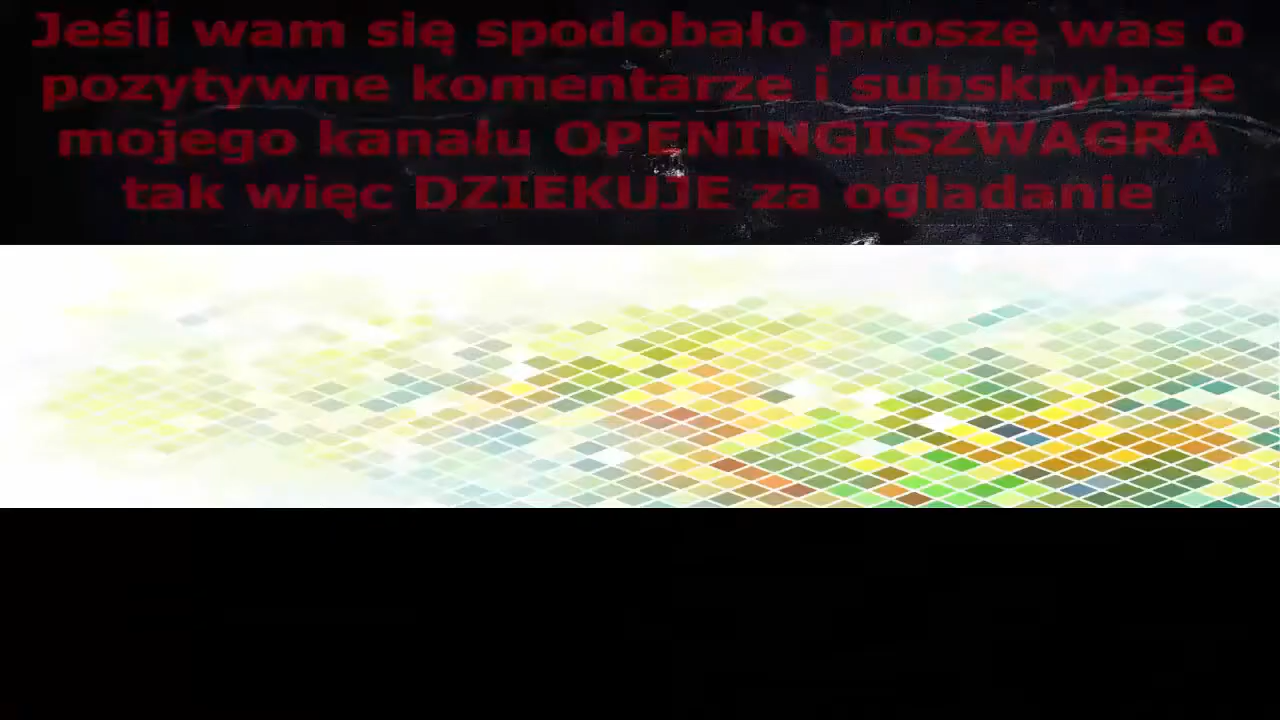 Jeśli wam się spodobało proszę was o
pozytywne komentarze i subskrybcje
mojego kanału OPENINGISZWAGRA
tak więc DZIEKUJE za ogladanie